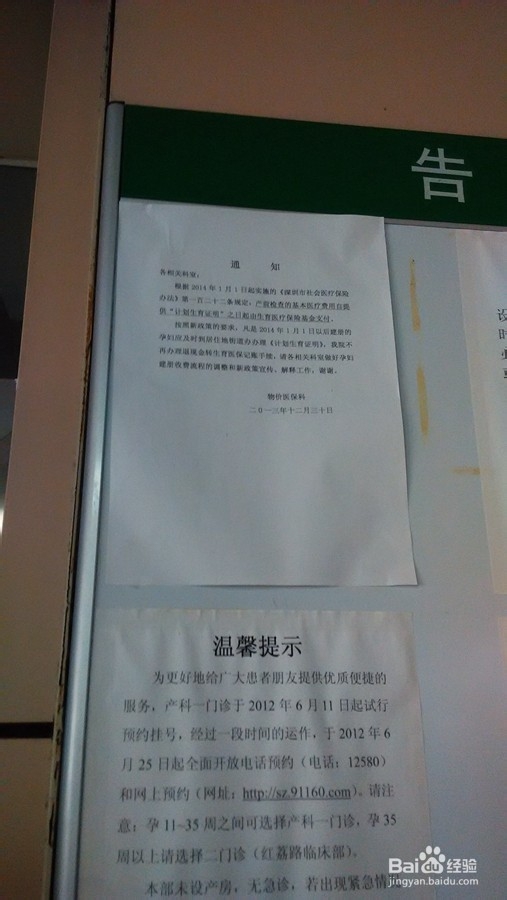 告
通 知
各相关科室：
根据2014年1月1日起实施的《深圳市社会医疗保险
办法》第一百二十二条规定：产前检查的基本医疗费用自提
供“计划生育证明”之日起由生育医疗保险基金支付。
按照新政策的要求，凡是2014年1月1日以后建册的
孕妇应及时到居住地街道办办理《计划生育证明》，我院不
再办理退现金转生育医保记账手续。请各相关科室做好孕妇
建册收费流程的调整和新政策宣传、解释工作。谢谢。
物价医保科
二0一三年十二月三十日
温馨提示
为更好地给广大患者朋友提供优质便捷的
服务，产科一门诊于2012年6月11日起试行
预约挂号，经过一段时间的运作，于2012年6
月25日起全面开放电话预约（电话：12580）
和网上预约（网址：http://sz.91160.com）。请注
意：孕11~35周之间可选择产科一门诊，孕35
周以上请选择二门诊（红荔路临床部）。
本部未设产房，无急诊，若出现紧急情况
设
时
Baidu经验
jingyan.baidu.com